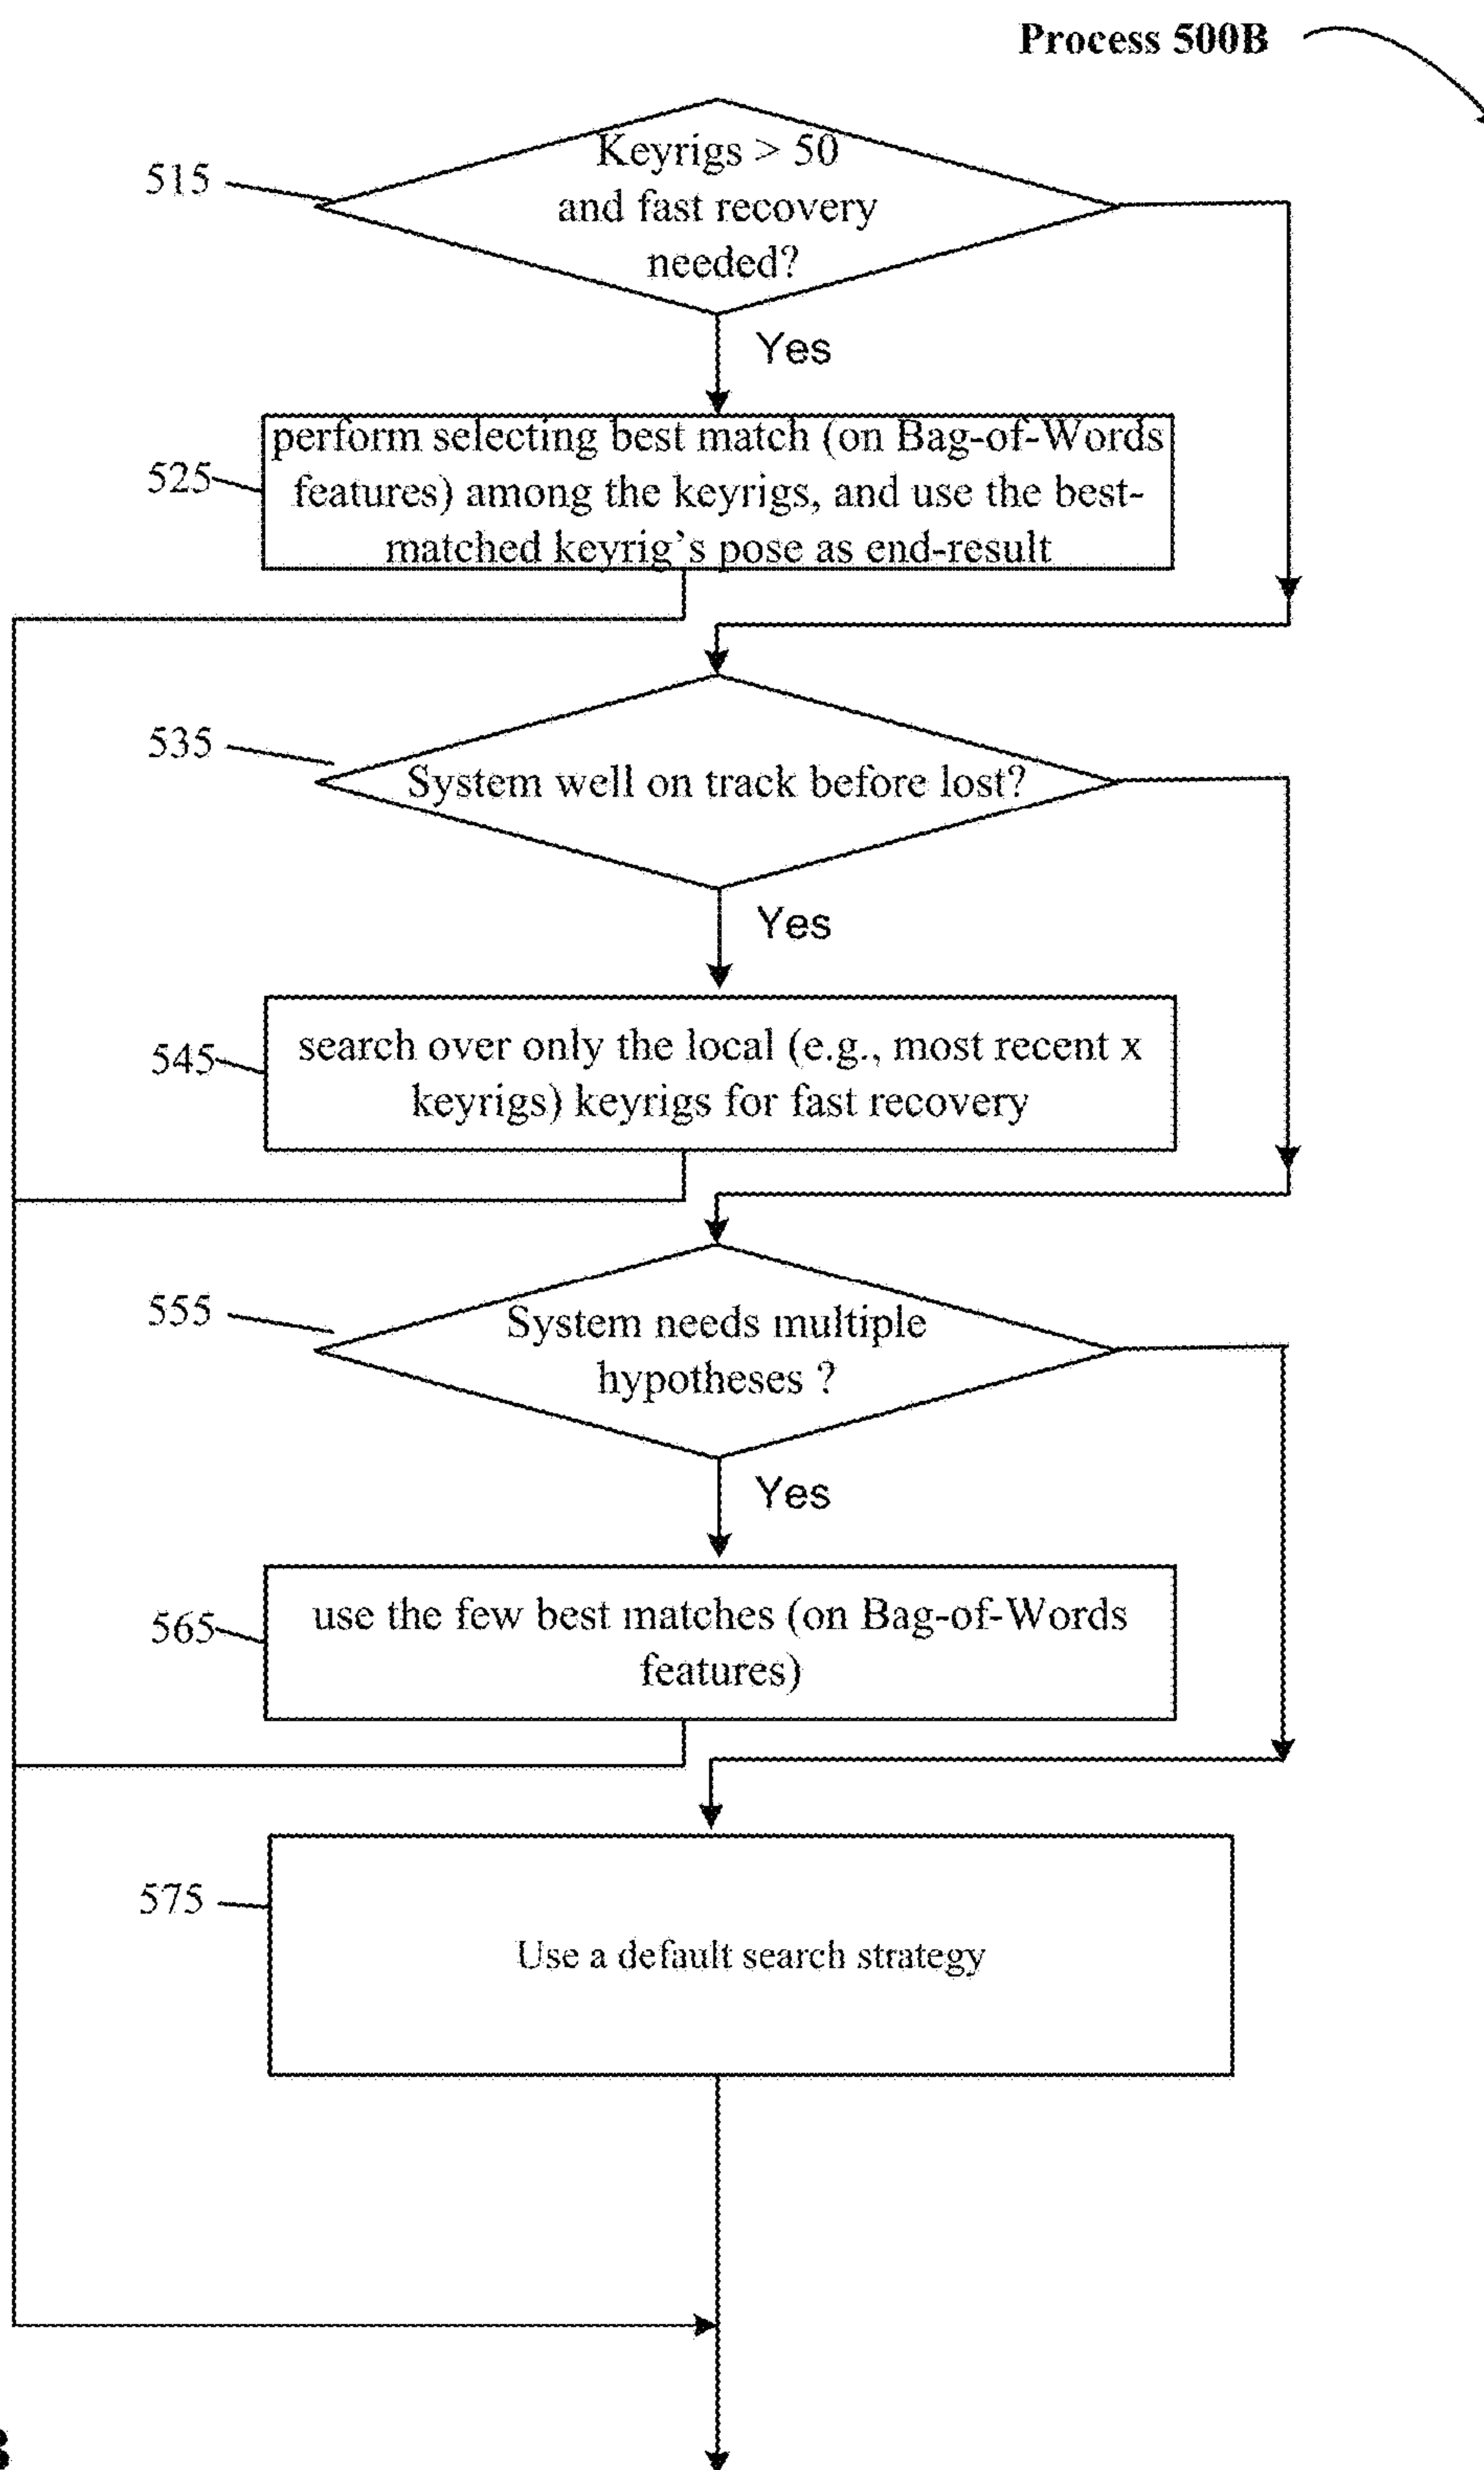 Process 500B
515
Keyrigs > 50
and fast recovery
needed?
Yes
525
perform selecting best match (on Bag-of-Words
features) among the keyrigs, and use the best-
matched keyrig's pose as end-result
535
System well on track before lost?
Yes
545
search over only the local (e.g., most recent x
keyrigs) keyrigs for fast recovery
555
System needs multiple
hypotheses ?
Yes
565
use the few best matches (on Bag-of-Words
features)
575
Use a default search strategy